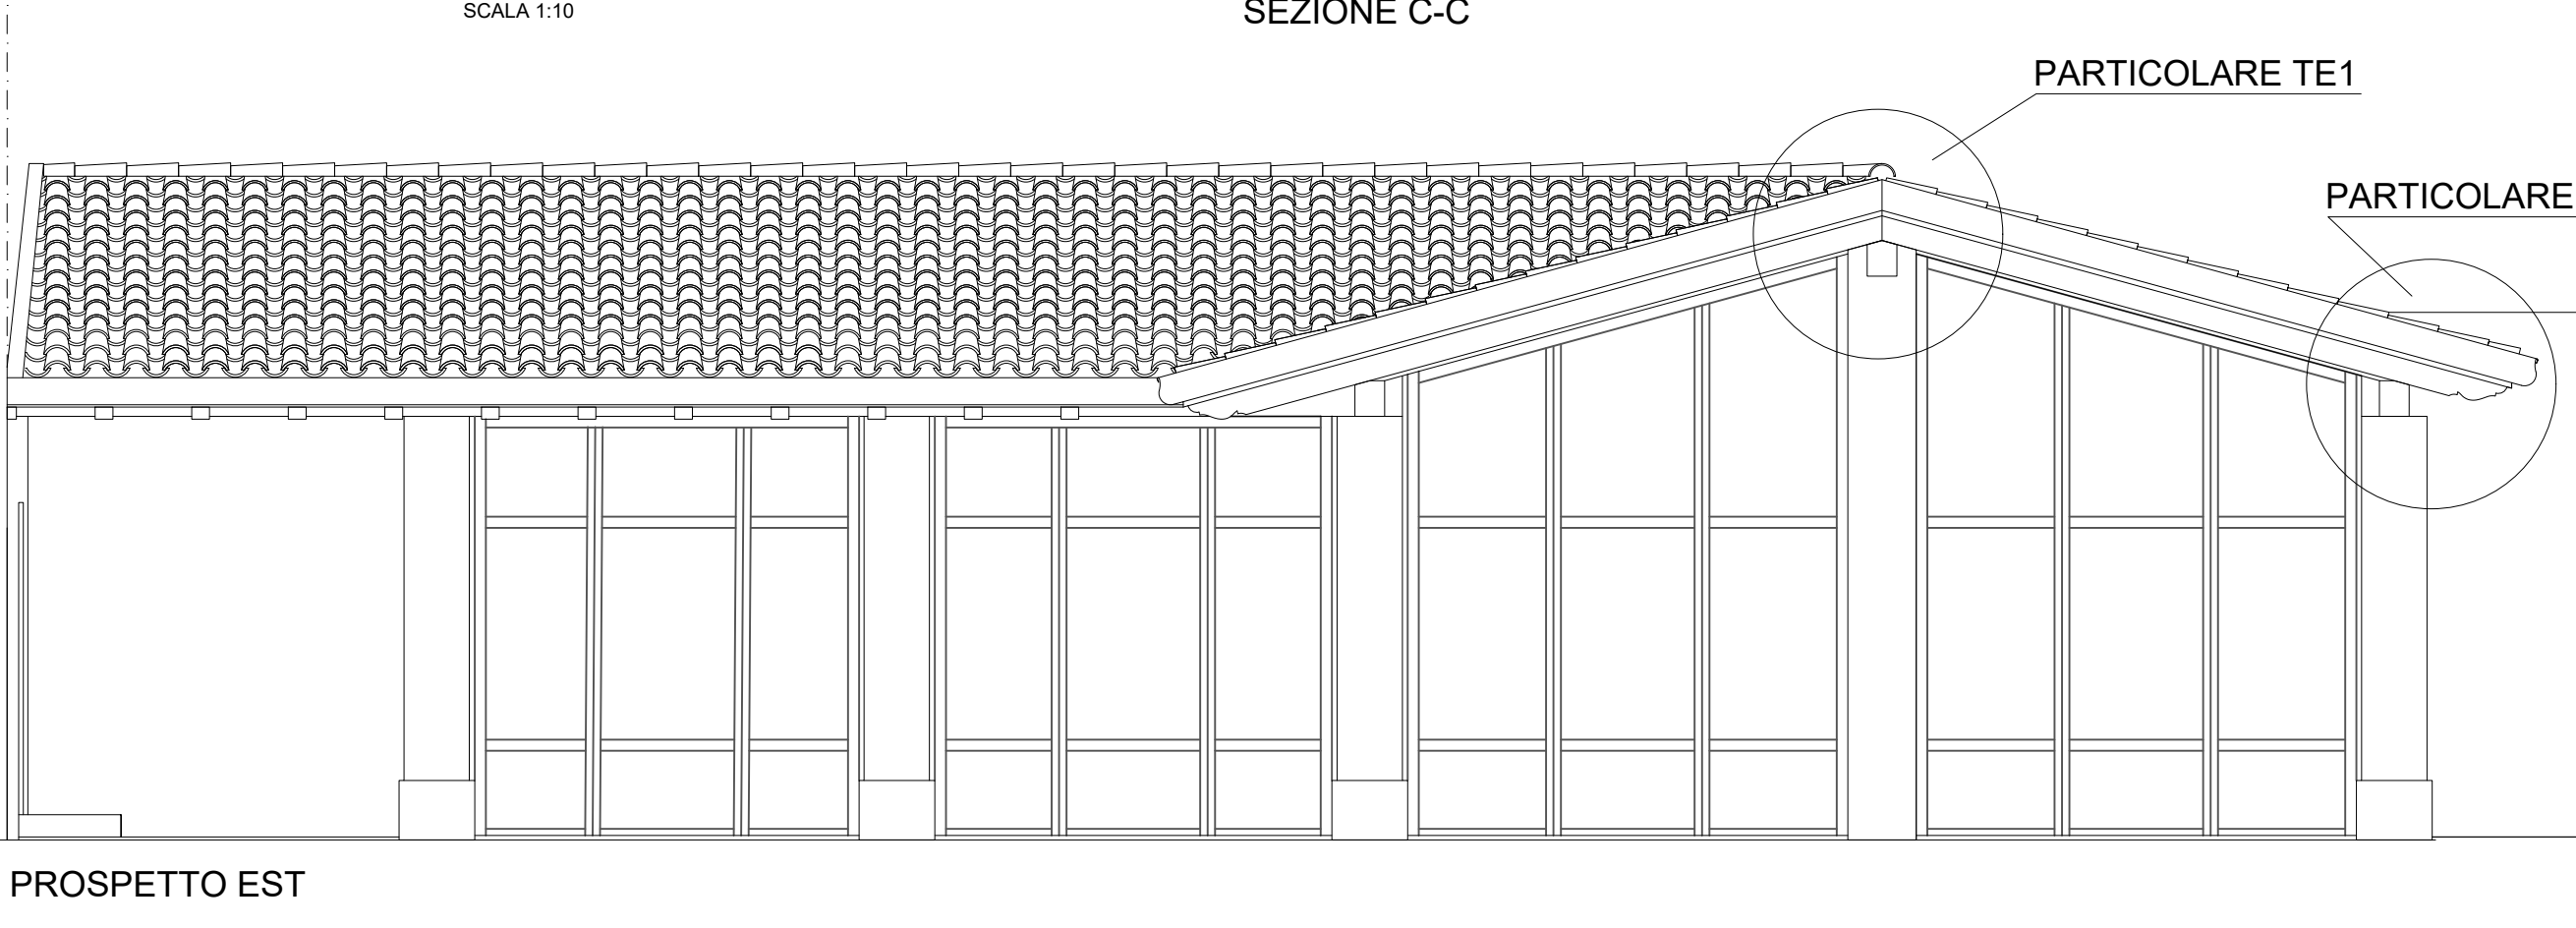 SCALA 1:10
SEZIONE C-C
PARTICOLARE TE1
PARTICOLARE
PROSPETTO EST